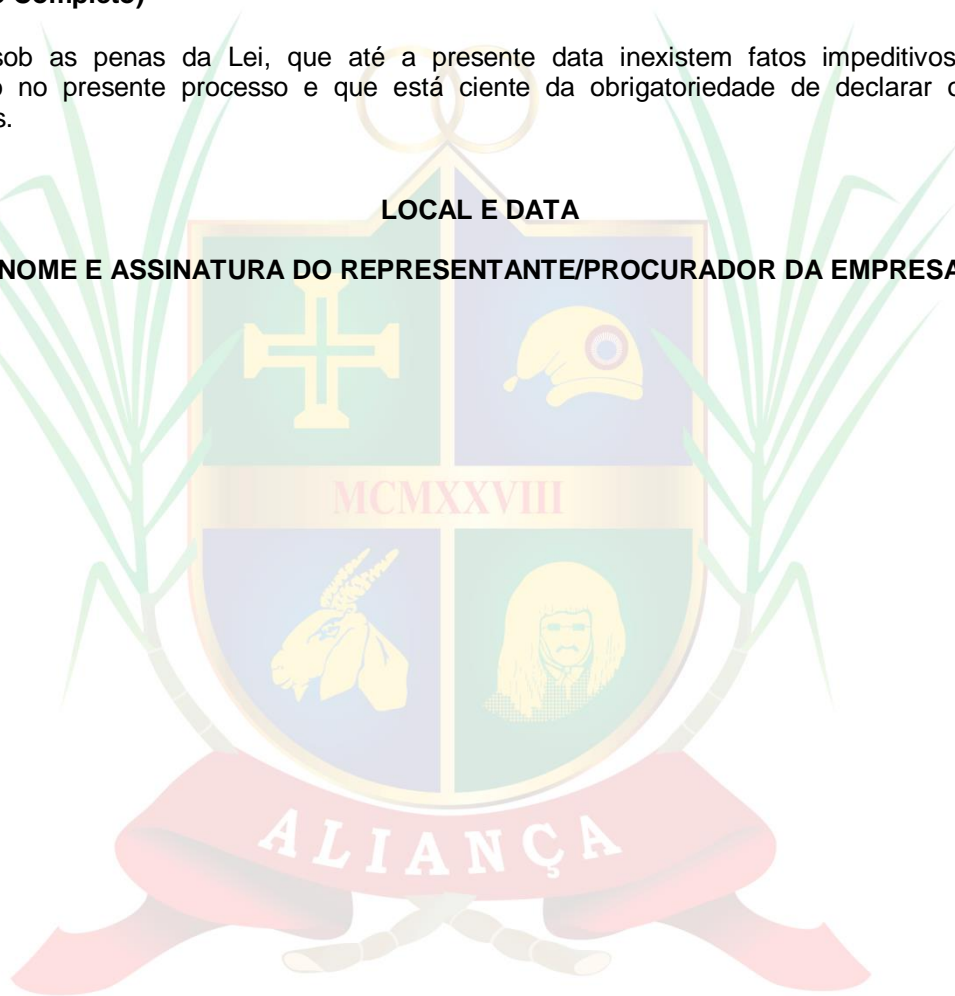 Completo)
sob as penas da Lei, que até a presente data inexistem fatos impeditivos
no presente processo e que está ciente da obrigatoriedade de declarar
LOCAL E DATA
NOME E ASSINATURA DO REPRESENTANTE/PROCURADOR DA EMPRESA
MCMXXVIII
ALIANÇA